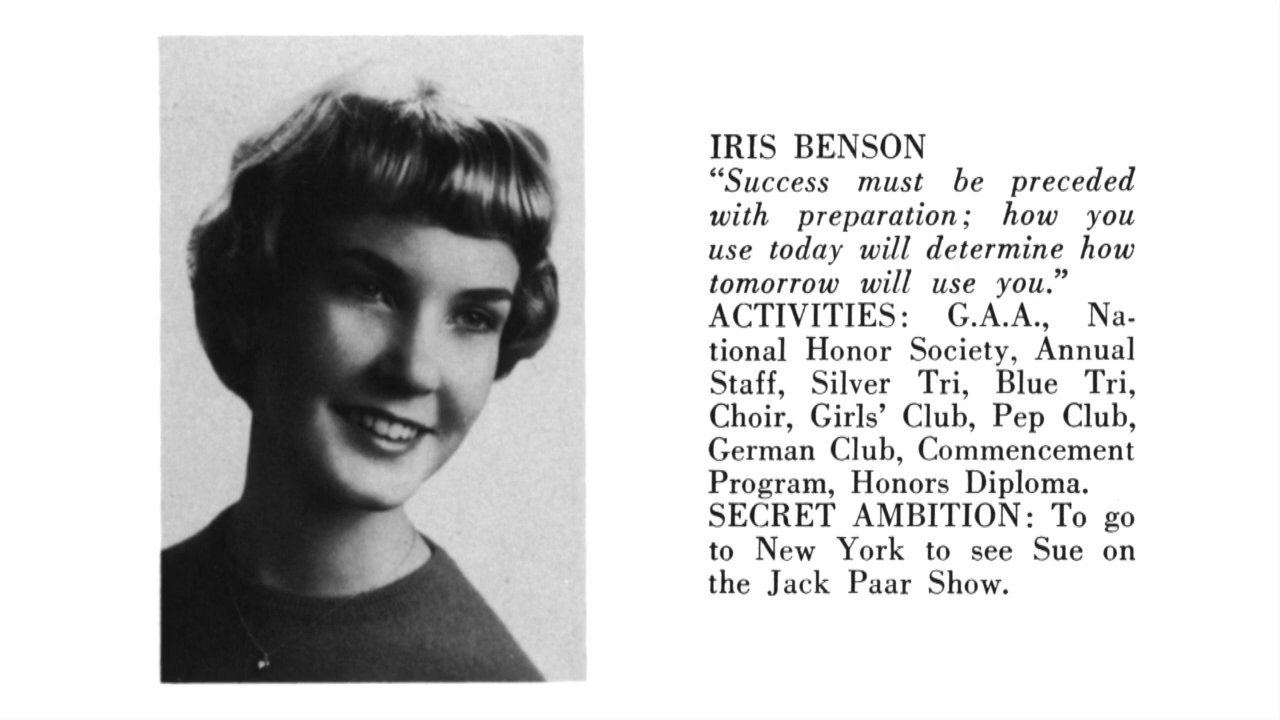 IRIS BENSON
“Success must be preceded
with preparation; how you
use today will determine how
tomorrow will use you.”
ACTIVITIES: G.A.A., Na-
tional Honor Society, Annual
Staff, Silver Tri, Blue Tri,
Choir, Girls’ Club, Pep Club,
German Club, Commencement
Program, Honors Diploma.
SECRET AMBITION: To go
to New York to see Sue on
the Jack Paar Show.